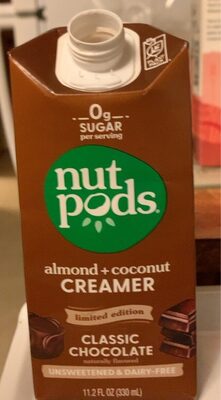 0g
SUGAR
per serving
nut
pods.
almond + coconut
CREAMER
limited edition
CLASSIC
CHOCOLATE
naturally flavored
UNSWEETENED & DAIRY-FREE
11.2 FL OZ (330 mL)